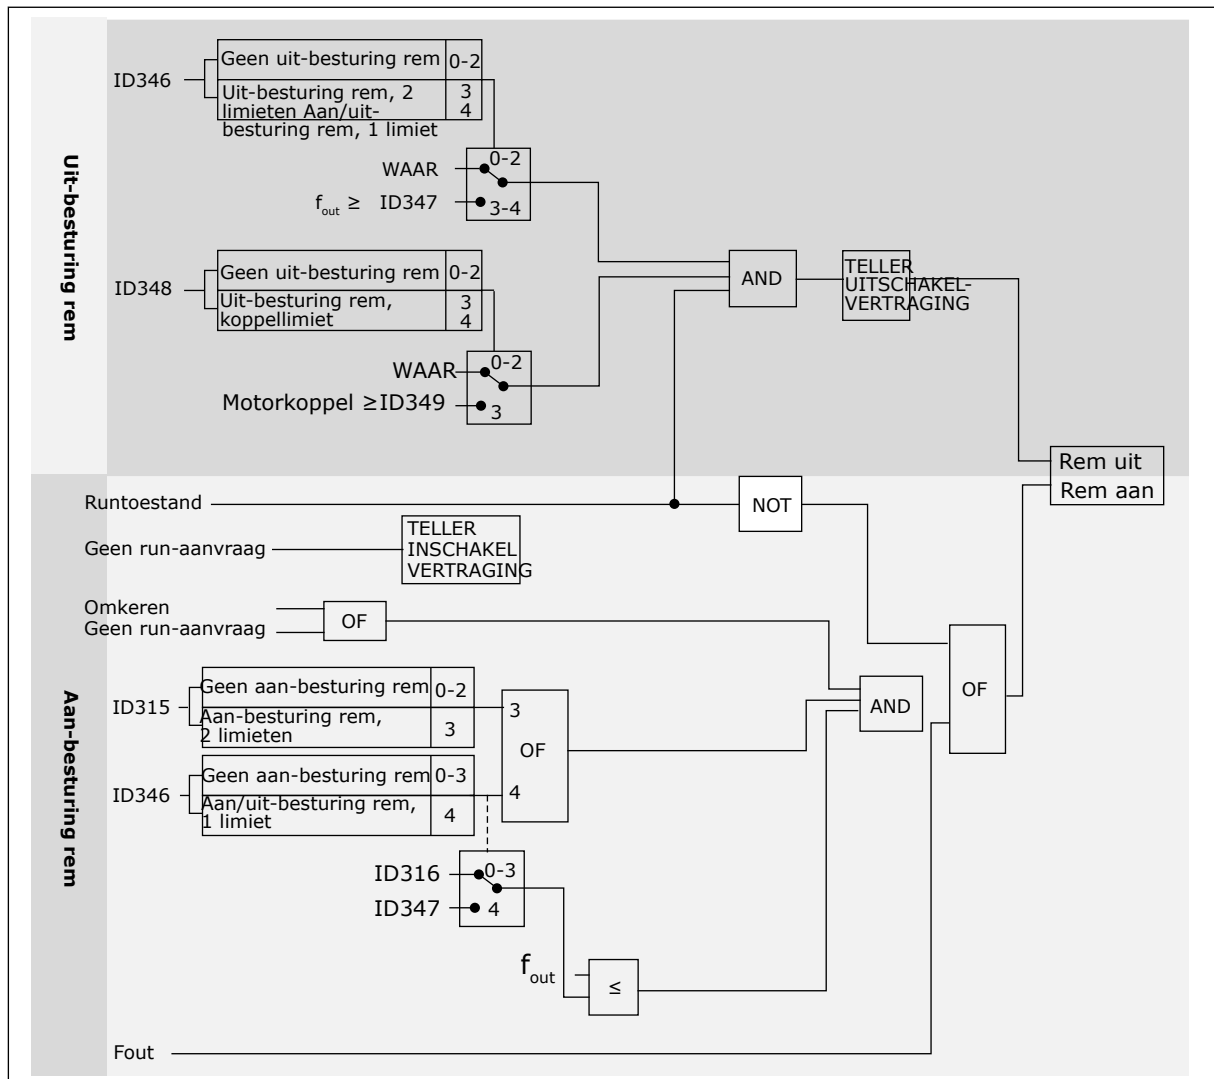 Uit-besturing rem
ID346
Geen uit-besturing rem 0-2
Uit-besturing rem, 2
limieten Aan/uit-
besturing rem, 1 limiet
3
4
WAAR
0-2
fout ≥ ID347
3-4
ID348
Geen uit-besturing rem 0-2
Uit-besturing rem,
koppellimiet
3
4
WAAR
0-2
Motorkoppel ≥ID349
3
AND
TELLER
UITSCHAKEL-
VERTRAGING
Rem uit
Rem aan
Aan-besturing rem
Runtoestand
NOT
Geen run-aanvraag
TELLER
INSCHAKEL
VERTRAGING
Omkeren
Geen run-aanvraag
OF
ID315
Geen aan-besturing rem 0-2
Aan-besturing rem,
2 limieten
3
ID346
Geen aan-besturing rem 0-3
Aan/uit-besturing rem,
1 limiet
4
3
OF
4
AND
OF
ID316
0-3
ID347
4
fout
≤
Fout